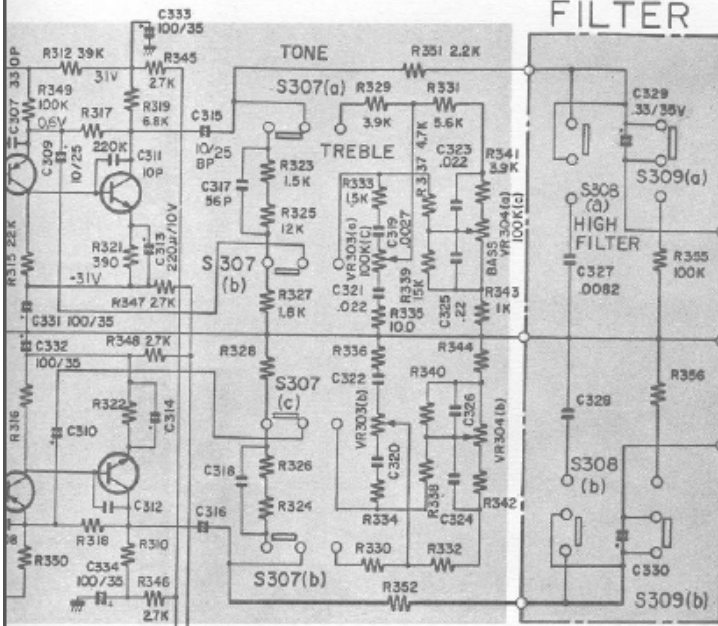 FILTER
C333
100/35
R312 39K
R345
TONE
R351 2.2K
31V
2.7K
C307 330P
R349
100K
0.6V
R317
R319
6.8K
C315
S307(a)
R329
R331
C329
.33/35V
3.9K
5.6K
C309
10/25
220K
C311
10P
10/25
BP
TREBLE
R337 4.7K
C323
.022
R341
3.9K
R323
1.5K
C317
56P
R333
1.5K
S308
(a)
S309(a)
R325
12K
C319
.0027
VR303(a)
100K(C)
BASS
VR304(a)
100K(C)
HIGH
FILTER
R315 22K
R321
390
C313
220µ/10V
S307
(b)
C327
.0082
R355
100K
-31V
C321
.022
R339
15K
R347 2.7K
R327
1.8K
R335
100
C325
.22
R343
1K
C331 100/35
C332
100/35
R348 2.7K
R328
R336
R344
C322
R340
R356
R316
R322
C314
S307
(c)
VR303(b)
C326
VR304(b)
C328
C310
C320
C318
R326
S308
(b)
C312
R324
R334
R338
C324
R342
C316
R318
R310
R330
R332
R350
C334
100/35
R346
2.7K
S307(b)
R352
C330
S309(b)